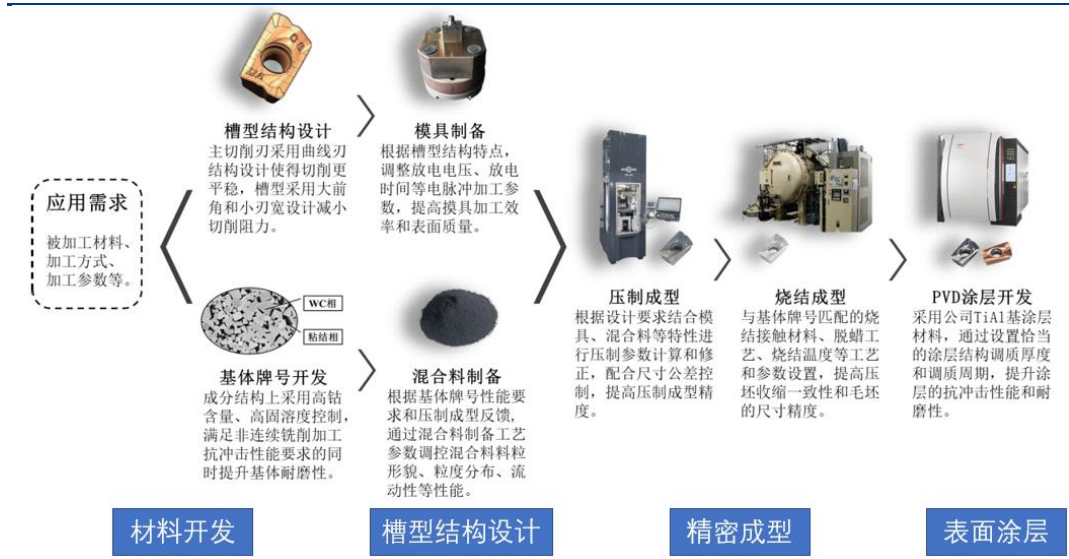 应用需求
被加工材料、
加工方式、
加工参数等。
槽型结构设计
主切削刃采用曲线刃
结构设计使得切削更
平稳，槽型采用大前
角和小刃宽设计减小
切削阻力。
模具制备
根据槽型结构特点，
调整放电电压、放电
时间等电脉冲加工参
数，提高摸具加工效
率和表面质量。
WC相
粘结相
基体牌号开发
成分结构上采用高钴
含量、高固溶度控制，
满足非连续铣削加工
抗冲击性能要求的同
时提升基体耐磨性。
混合料制备
根据基体牌号性能要
求和压制成型反馈，
通过混合料制备工艺
参数调控混合料料粒
形貌、粒度分布、流
动性等性能。
压制成型
根据设计要求结合模
具、混合料等特性进
行压制参数计算和修
正，配合尺寸公差控
制，提高压制成型精
度。
烧结成型
与基体牌号匹配的烧
结接触材料、脱蜡工
艺、烧结温度等工艺
和参数设置，提高压
坯收缩一致性和毛坯
的尺寸精度。
PVD涂层开发
采用公司TiAl基涂层
材料，通过设置恰当
的涂层结构调质厚度
和调质周期，提升涂
层的抗冲击性能和耐
磨性。
材料开发
槽型结构设计
精密成型
表面涂层